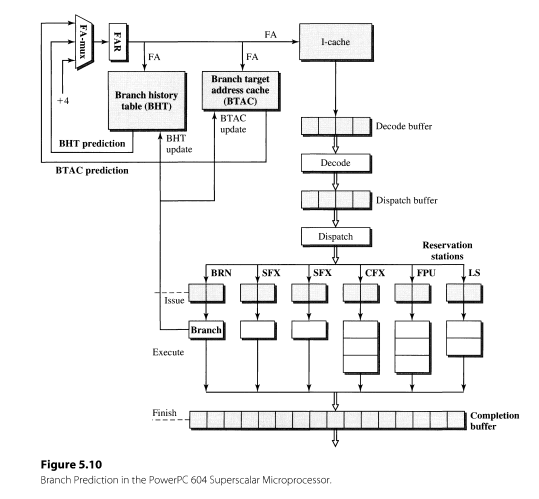 FA-mux
FAR
FA
I-cache
FA
FA
+4
Branch history
table (BHT)
Branch target
address cache
(BTAC)
BTAC
update
Decode buffer
BHT prediction
BHT
update
BTAC prediction
Decode
Dispatch buffer
Dispatch
Reservation
stations
BRN
SFX
SFX
CFX
FPU
LS
Issue
Branch
Execute
Finish
Completion
buffer
Figure 5.10
Branch Prediction in the PowerPC 604 Superscalar Microprocessor.